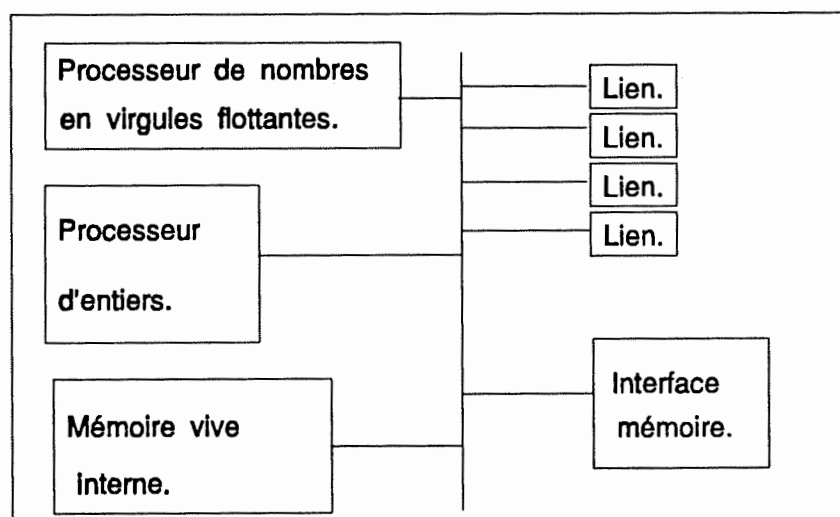 Processeur de nombres
en virgules flottantes.
Processeur
d'entiers.
Mémoire vive
interne.
Lien.
Lien.
Lien.
Lien.
Interface
mémoire.